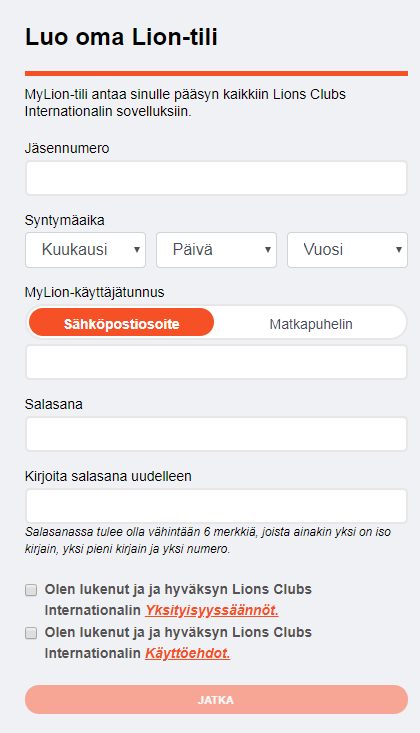 Luo oma Lion-tili
MyLion-tili antaa sinulle pääsyn kaikkiin Lions Clubs
Internationalin sovelluksiin.
Jäsennumero
Syntymäaika
Kuukausi Päivä Vuosi
MyLion-käyttäjätunnus
Sähköpostiosoite Matkapuhelin
Salasana
Kirjoita salasana uudelleen
Salasanassa tulee olla vähintään 6 merkkiä, joista ainakin yksi on iso
kirjain, yksi pieni kirjain ja yksi numero.
Olen lukenut ja ja hyväksyn Lions Clubs
Internationalin Yksityisyyssäännöt.
Olen lukenut ja ja hyväksyn Lions Clubs
Internationalin Käyttöehdot.
JATKA